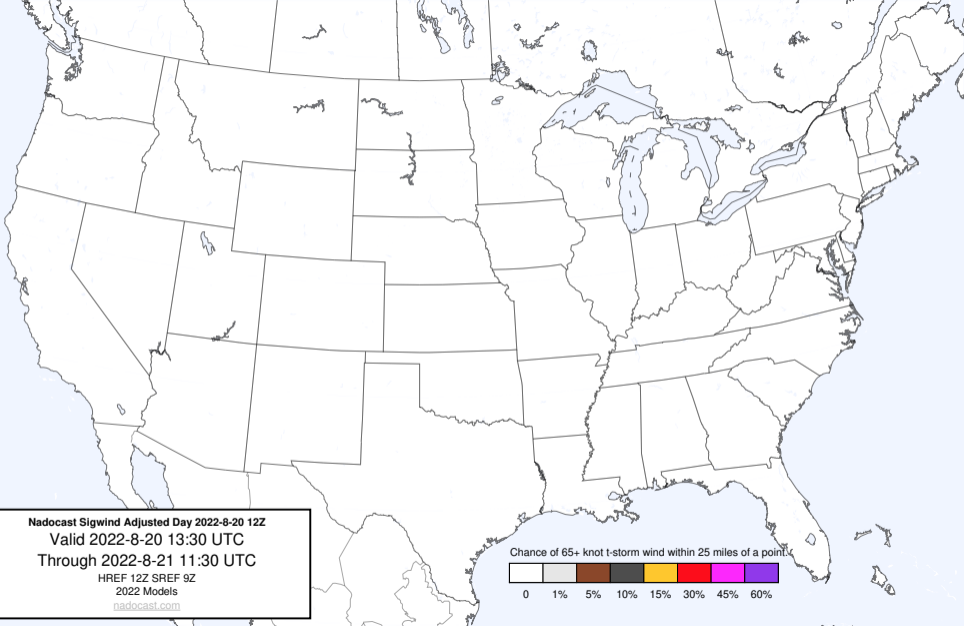 Nadocast Sigwind Adjusted Day 2022-8-20 12Z
Valid 2022-8-20 13:30 UTC
Through 2022-8-21 11:30 UTC
HREF 12Z SREF 9Z
2022 Models
nadocast.com
Chance of 65+ knot t-storm wind within 25 miles of a point.
0 1% 5% 10% 15% 30% 45% 60%